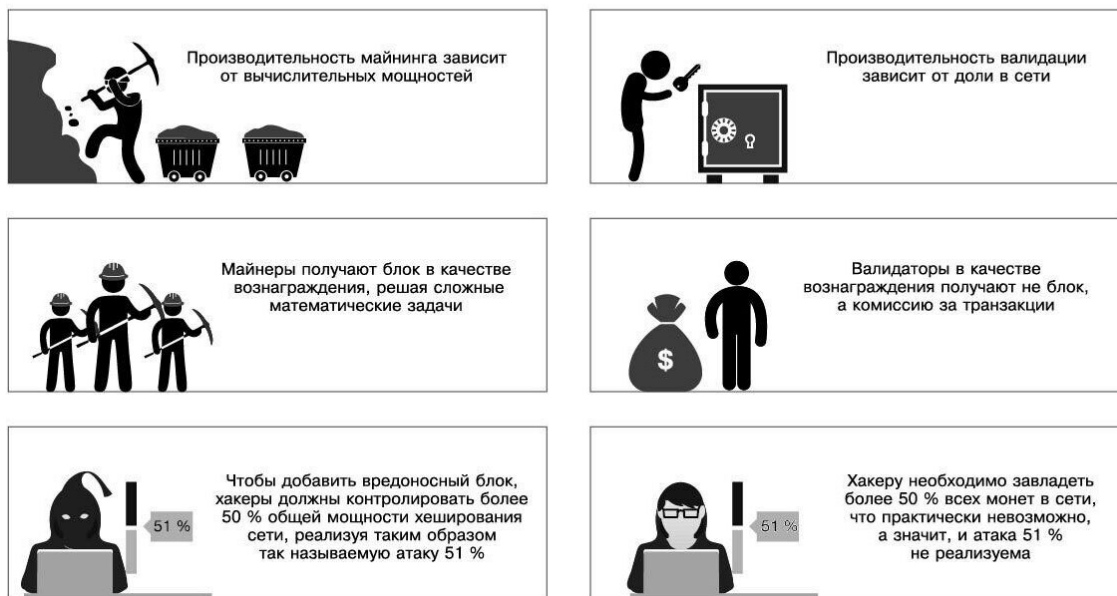 Производительность майнинга зависит
от вычислительных мощностей
Производительность валидации
зависит от доли в сети
Майнеры получают блок в качестве
вознаграждения, решая сложные
математические задачи
Валидаторы в качестве
вознаграждения получают не блок,
а комиссию за транзакции
$
51 %
Чтобы добавить вредоносный блок,
хакеры должны контролировать более
50 % общей мощности хеширования
сети, реализуя таким образом
так называемую атаку 51 %
51 %
Хакеру необходимо завладеть
более 50 % всех монет в сети,
что практически невозможно,
а значит, и атака 51 %
не реализуема